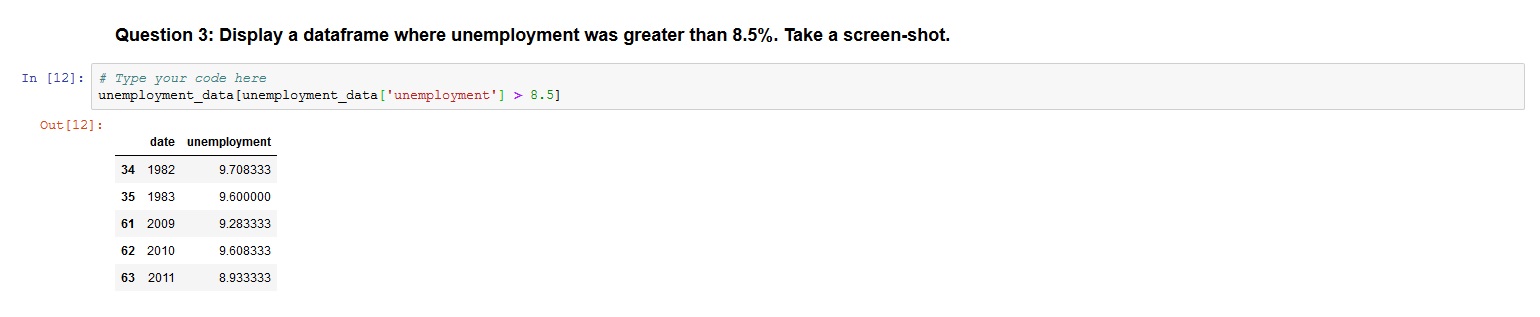 Question 3: Display a dataframe where unemployment was greater than 8.5%. Take a screen-shot.
In [12]: # Type your code here
unemployment_data[unemployment_data['unemployment'] > 8.5]
Out[12]:
date unemployment
34 1982 9.708333
35 1983 9.600000
61 2009 9.283333
62 2010 9.608333
63 2011 8.933333